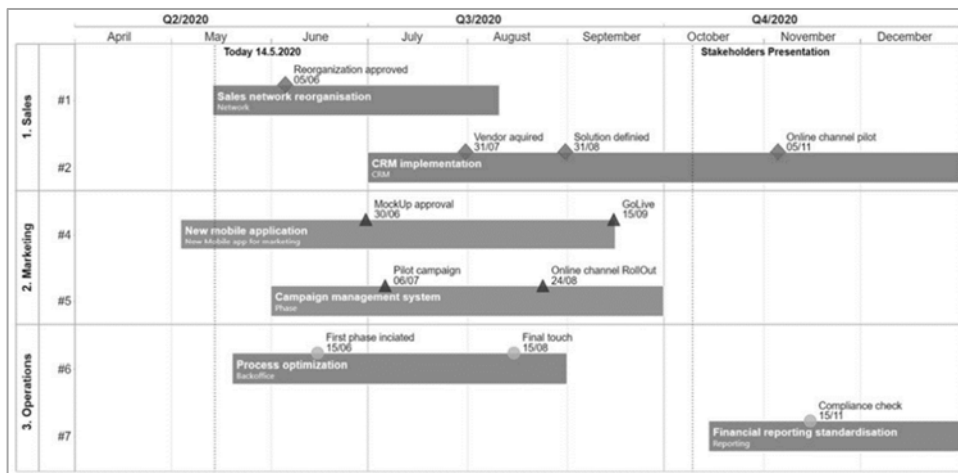 Q2/2020 Q3/2020 Q4/2020
April May June July August September October November December
Today 14.5.2020 Stakeholders Presentation
1. Sales
#1
Reorganization approved
05/06
Sales network reorganisation
Network
#2
Vendor aquired
31/07
Solution definied
31/08
Online channel pilot
05/11
CRM implementation
CRM
2. Marketing
#4
MockUp approval
30/06
GoLive
15/09
New mobile application
New Mobile app for marketing
#5
Pilot campaign
06/07
Online channel RollOut
24/08
Campaign management system
Phase
3. Operations
#6
First phase inciated
15/06
Final touch
15/08
Process optimization
Backoffice
#7
Compliance check
15/11
Financial reporting standardisation
Reporting